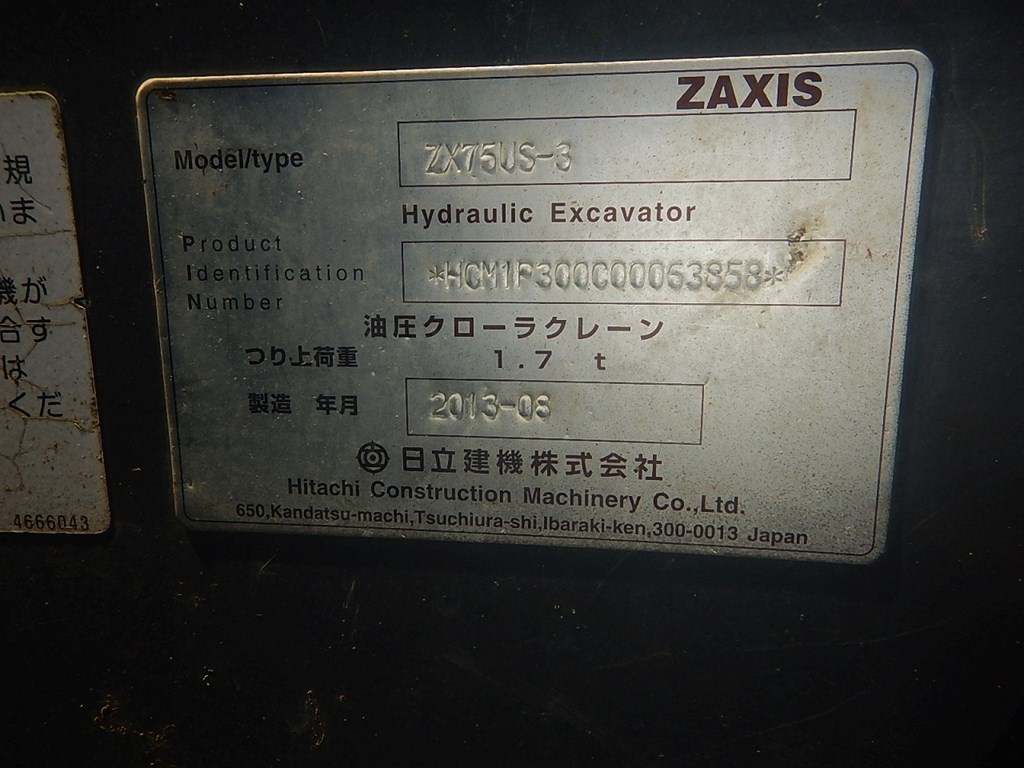 規
いま
機が
合す
は
くだ
4666043
ZAXIS
Model/type ZX75US-3
Hydraulic Excavator
Product
Identification
Number
*HCM1P300C00063858*
油圧クローラクレーン
つり上荷重 1.7 t
製造 年月 2013-08
日立建機株式会社
Hitachi Construction Machinery Co.,Ltd.
650,Kandatsu-machi,Tsuchiura-shi,Ibaraki-ken,300-0013 Japan